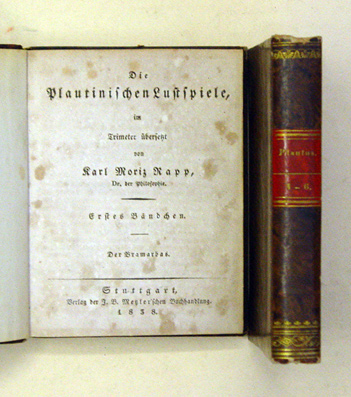 Die
Plautinischen Lustspiele,
im
Trimeter übersetzt
von
Karl Moriz Rapp,
Dr. der Philosophie.
Erstes Bändchen.
Der Bramarbas.
Stuttgart,
Verlag der J. B. Metzler'schen Buchhandlung.
1838.
Plautus.
1-6.